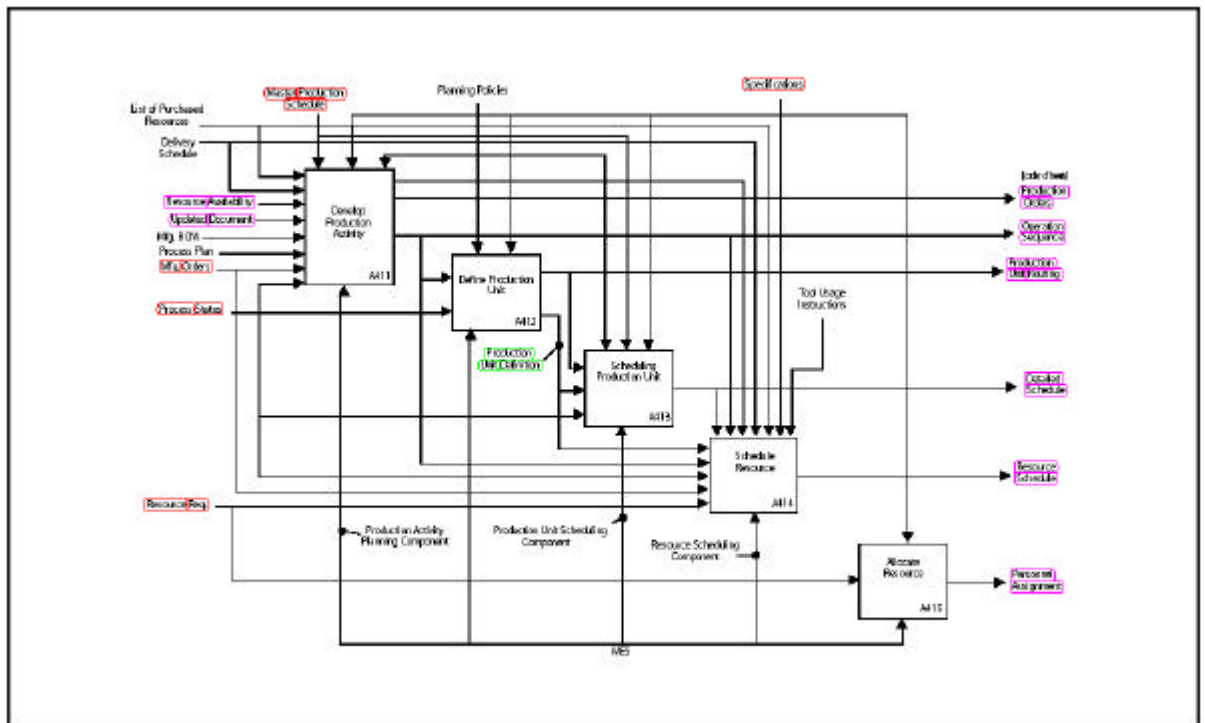 Master Production
Schedule
Planning Policies
Specifications
List of Purchased
Resources
Delivery
Schedule
Resource Availability
Updated Document
Mfg. BOM
Process Plan
Mfg. Orders
Process Status
Develop
Production
Activity
A411
Production
Orders
Operation
Sequence
Production
Unit Routing
Define Production
Unit
A412
Tool Usage
Instructions
Production
Unit Definition
Scheduling
Production Unit
A413
Detailed
Schedule
Schedule
Resource
A414
Resource
Schedule
Resource Req.
Production Activity
Planning Component
Production Unit Scheduling
Component
Resource Scheduling
Component
Allocate
Resource
A415
Personnel
Assignment
MES